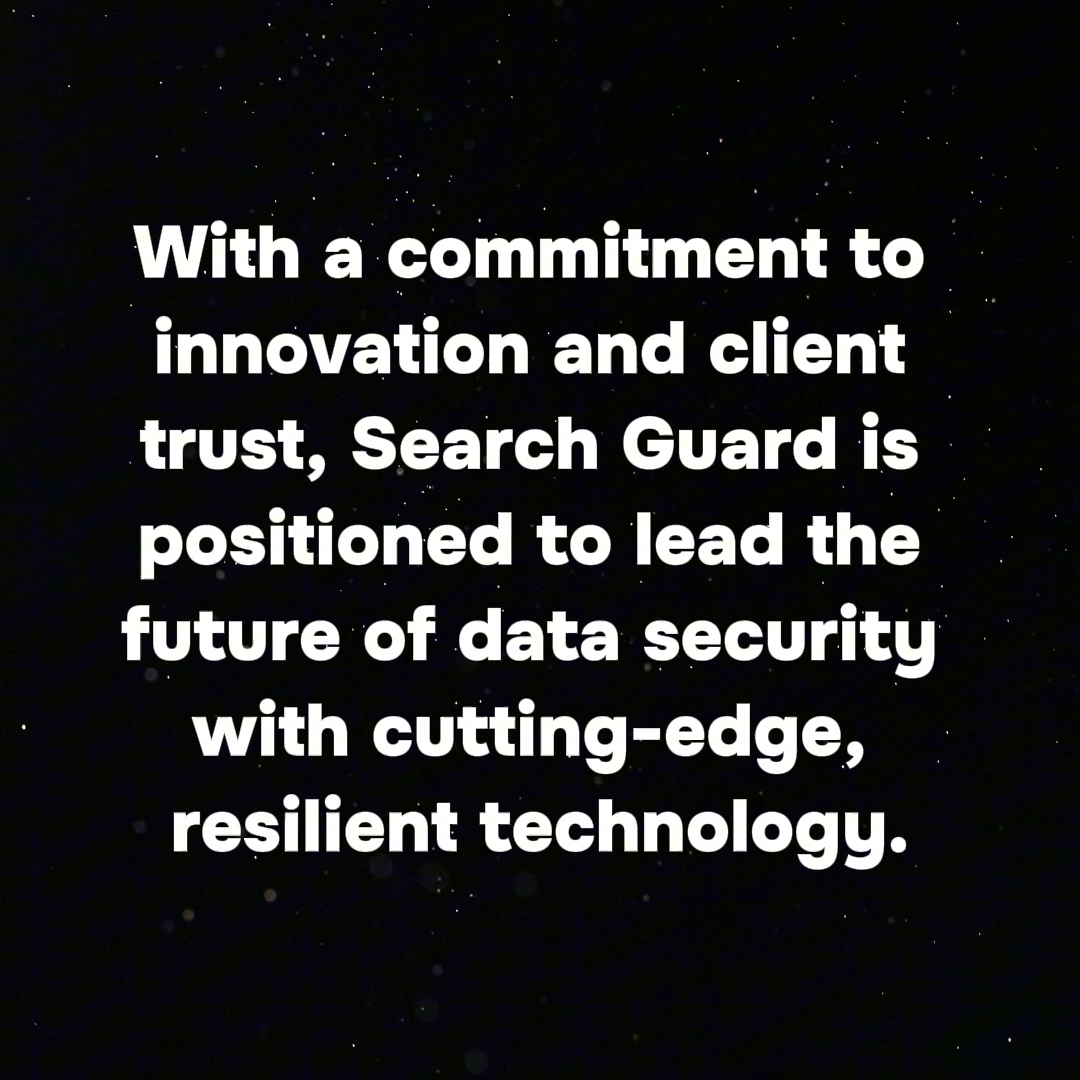 With a commitment to
innovation and client
trust, Search Guard is
positioned to lead the
future of data security
with cutting-edge,
resilient technology.